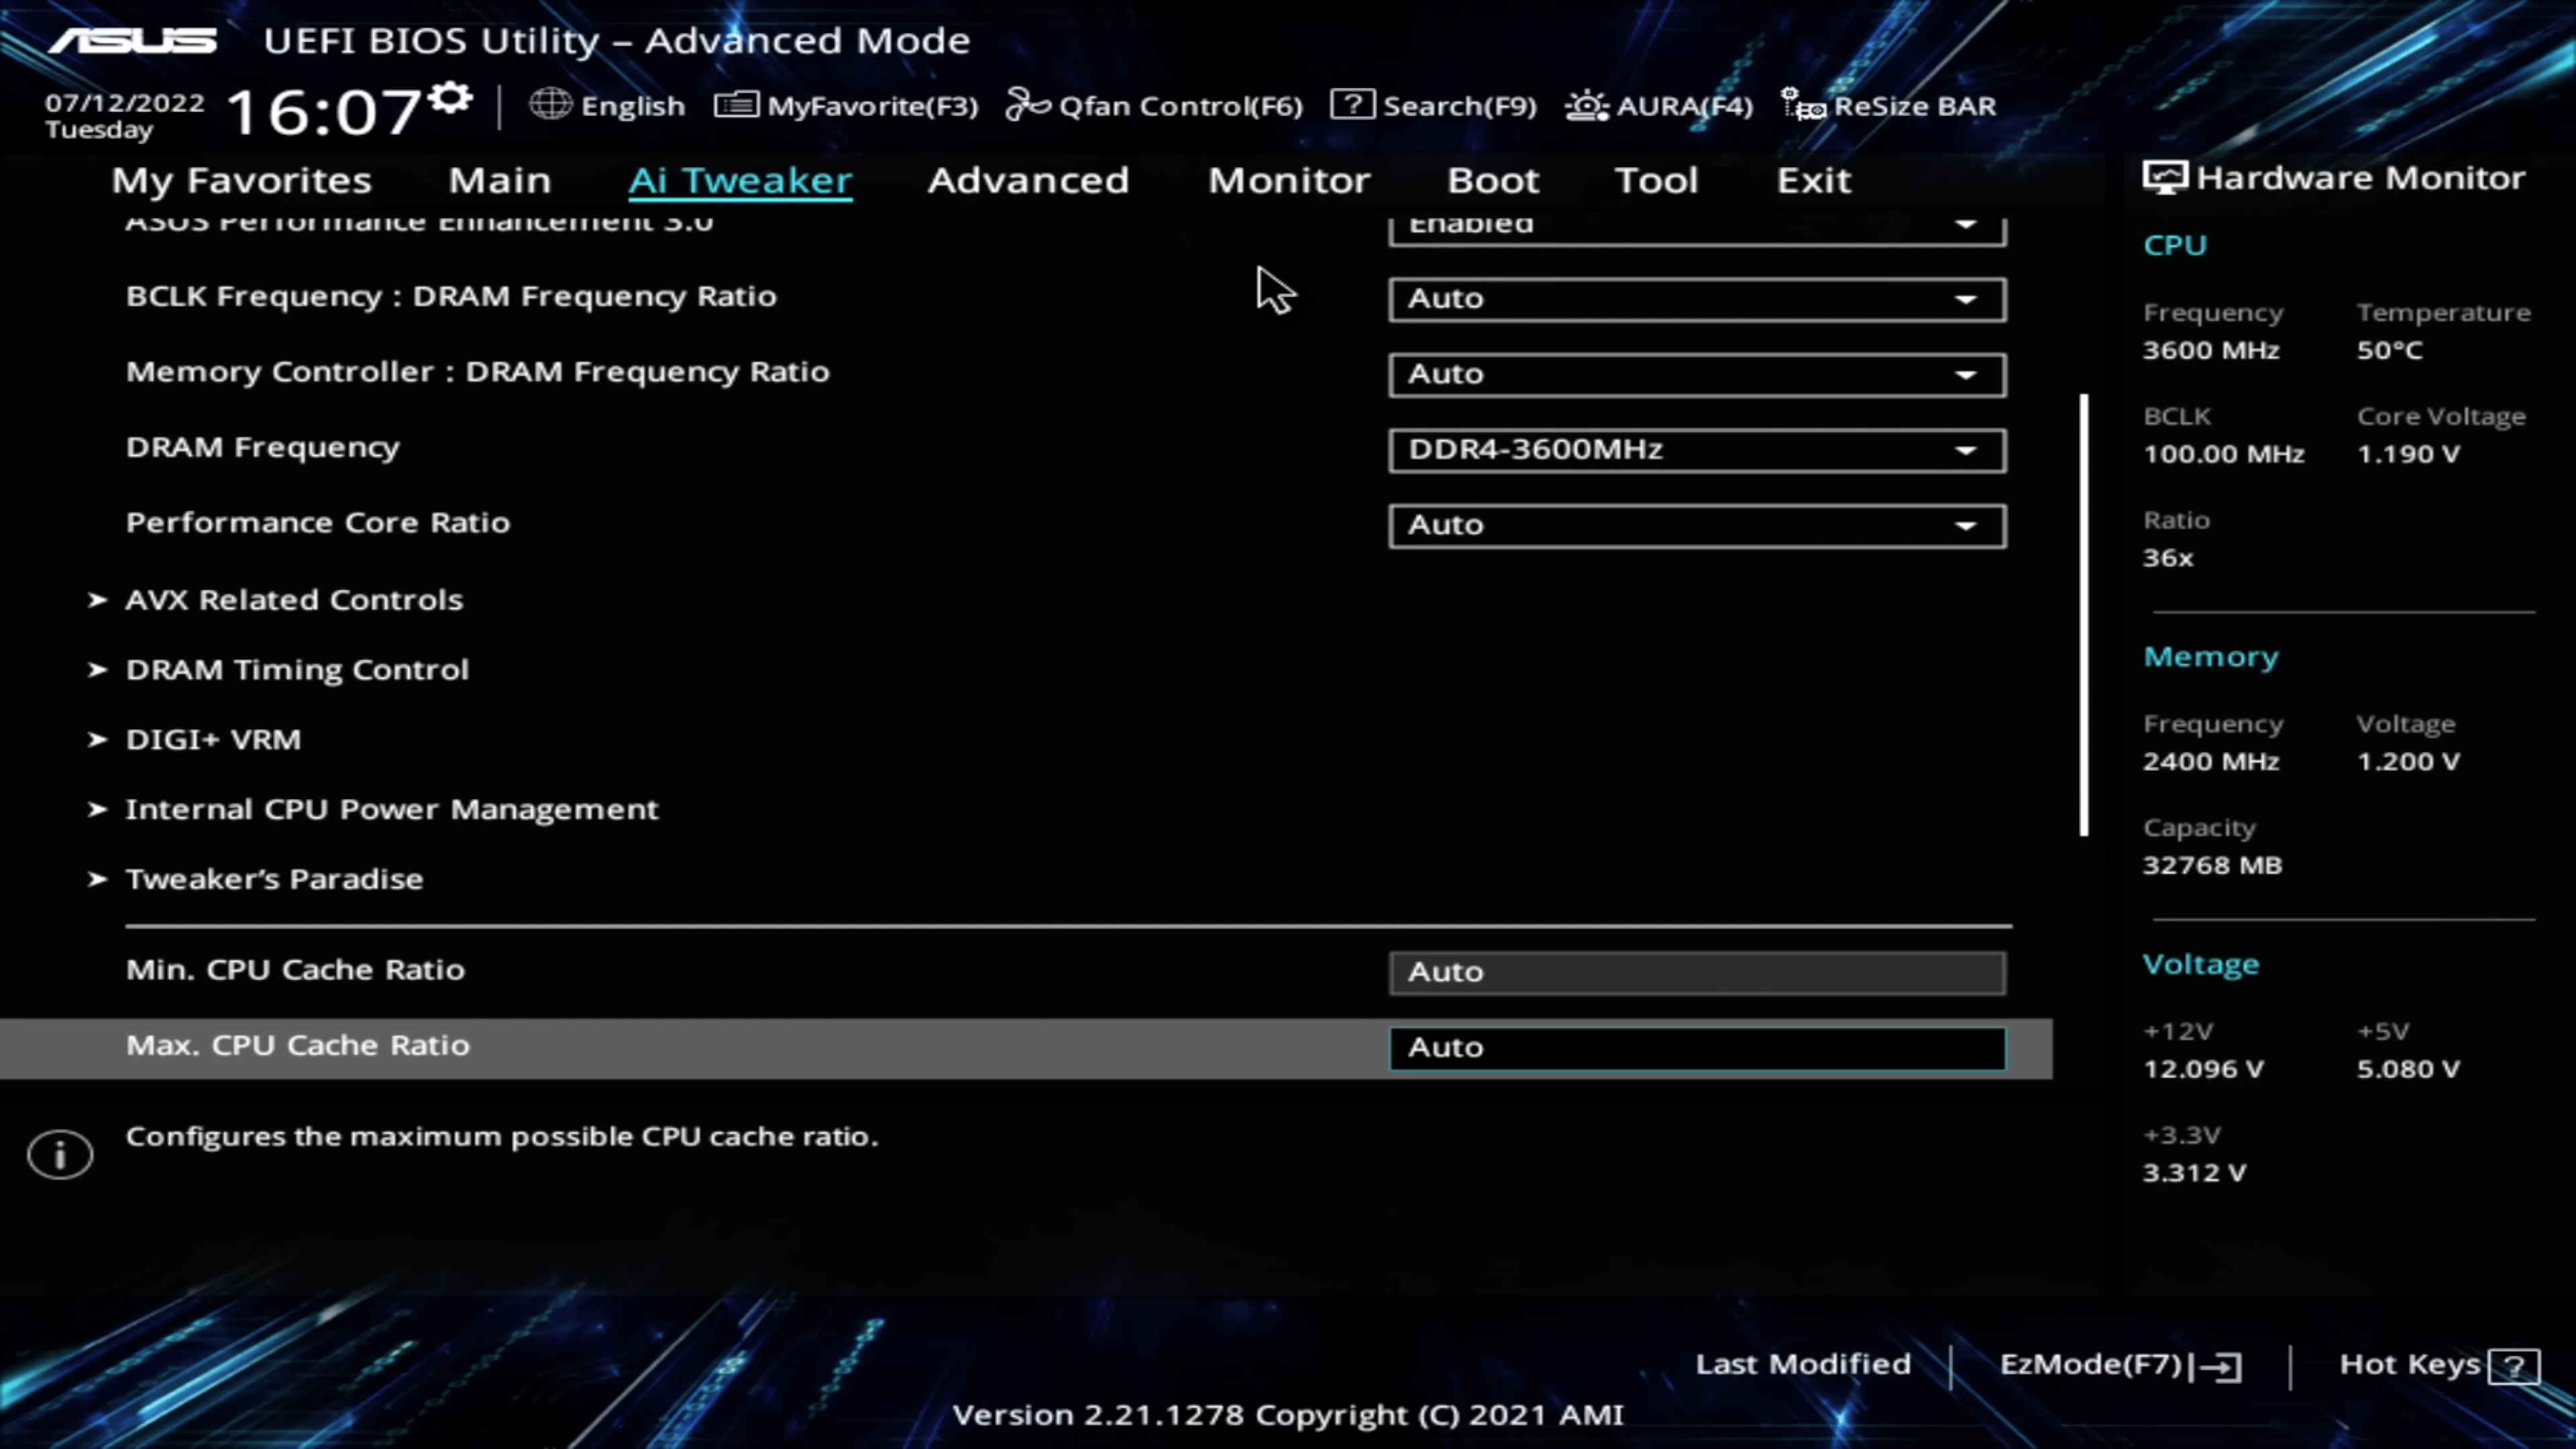 ASUS UEFI BIOS Utility – Advanced Mode
07/12/2022
Tuesday
16:07
English
MyFavorite(F3)
Qfan Control(F6)
? Search(F9)
AURA(F4)
ReSize BAR
My Favorites Main Ai Tweaker Advanced Monitor Boot Tool Exit
ASUS Performance Enhancement 3.0 Enabled
BCLK Frequency : DRAM Frequency Ratio Auto
Memory Controller : DRAM Frequency Ratio Auto
DRAM Frequency DDR4-3600MHz
Performance Core Ratio Auto
AVX Related Controls
DRAM Timing Control
DIGI+ VRM
Internal CPU Power Management
Tweaker's Paradise
Min. CPU Cache Ratio Auto
Max. CPU Cache Ratio Auto
i Configures the maximum possible CPU cache ratio.
Hardware Monitor
CPU
Frequency Temperature
3600 MHz 50°C
BCLK Core Voltage
100.00 MHz 1.190 V
Ratio
36x
Memory
Frequency Voltage
2400 MHz 1.200 V
Capacity
32768 MB
Voltage
+12V +5V
12.096 V 5.080 V
+3.3V
3.312 V
Last Modified
EzMode(F7)
Hot Keys ?
Version 2.21.1278 Copyright (C) 2021 AMI